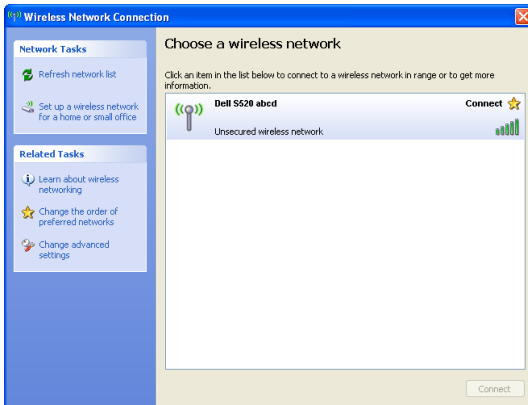 Wireless Network Connection
Network Tasks
Refresh network list
Set up a wireless network
for a home or small office
Related Tasks
Learn about wireless
networking
Change the order of
preferred networks
Change advanced
settings
Choose a wireless network
Click an item in the list below to connect to a wireless network in range or to get more
information.
Dell S520 abcd
Connect
Unsecured wireless network
Connect